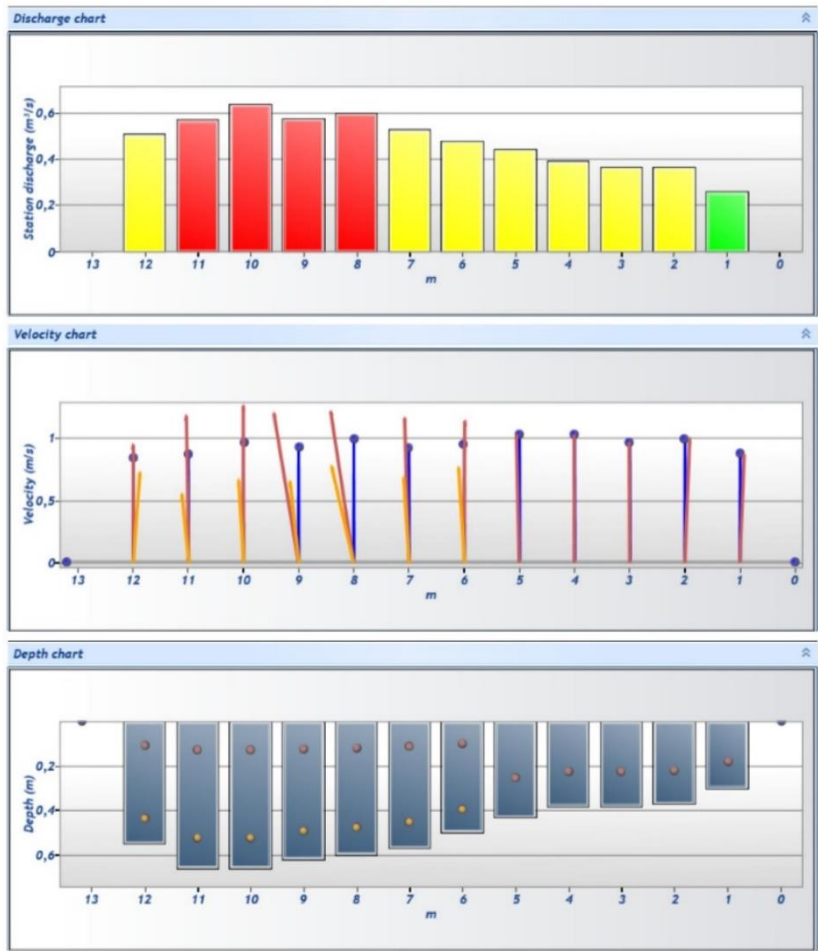 Discharge chart
Station discharge (m³/s)
0,6
0,4
0,2
0
13 12 11 10 9 8 7 6 5 4 3 2 1 0
m
Velocity chart
Velocity (m/s)
1
0,5
0
13 12 11 10 9 8 7 6 5 4 3 2 1 0
m
Depth chart
Depth (m)
0,2
0,4
0,6
13 12 11 10 9 8 7 6 5 4 3 2 1 0
m